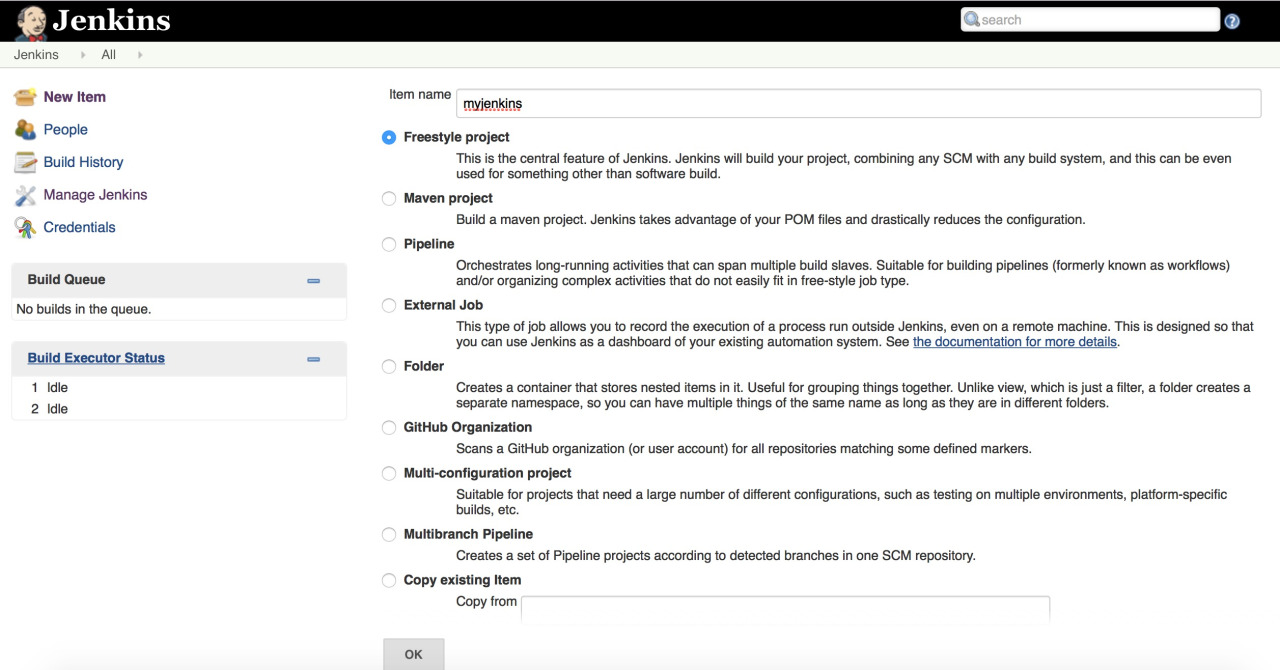 Jenkins
search
?
Jenkins
All
New Item
People
Build History
Manage Jenkins
Credentials
Build Queue
No builds in the queue.
Build Executor Status
1 Idle
2 Idle
Item name
myjenkins
Freestyle project
This is the central feature of Jenkins. Jenkins will build your project, combining any SCM with any build system, and this can be even
used for something other than software build.
Maven project
Build a maven project. Jenkins takes advantage of your POM files and drastically reduces the configuration.
Pipeline
Orchestrates long-running activities that can span multiple build slaves. Suitable for building pipelines (formerly known as workflows)
and/or organizing complex activities that do not easily fit in free-style job type.
External Job
This type of job allows you to record the execution of a process run outside Jenkins, even on a remote machine. This is designed so that
you can use Jenkins as a dashboard of your existing automation system. See the documentation for more details.
Folder
Creates a container that stores nested items in it. Useful for grouping things together. Unlike view, which is just a filter, a folder creates a
separate namespace, so you can have multiple things of the same name as long as they are in different folders.
GitHub Organization
Scans a GitHub organization (or user account) for all repositories matching some defined markers.
Multi-configuration project
Suitable for projects that need a large number of different configurations, such as testing on multiple environments, platform-specific
builds, etc.
Multibranch Pipeline
Creates a set of Pipeline projects according to detected branches in one SCM repository.
Copy existing Item
Copy from
OK